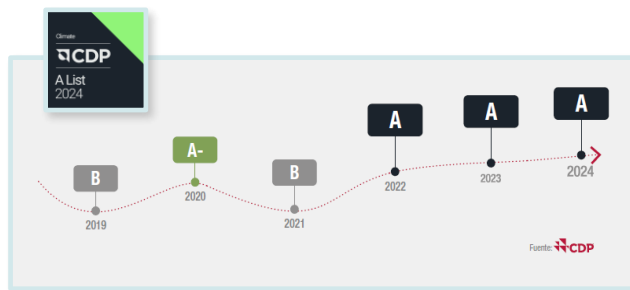 Climate
CDP
A List
2024
B
2019
A-
2020
B
2021
A
2022
A
2023
A
2024
Fuente: CDP